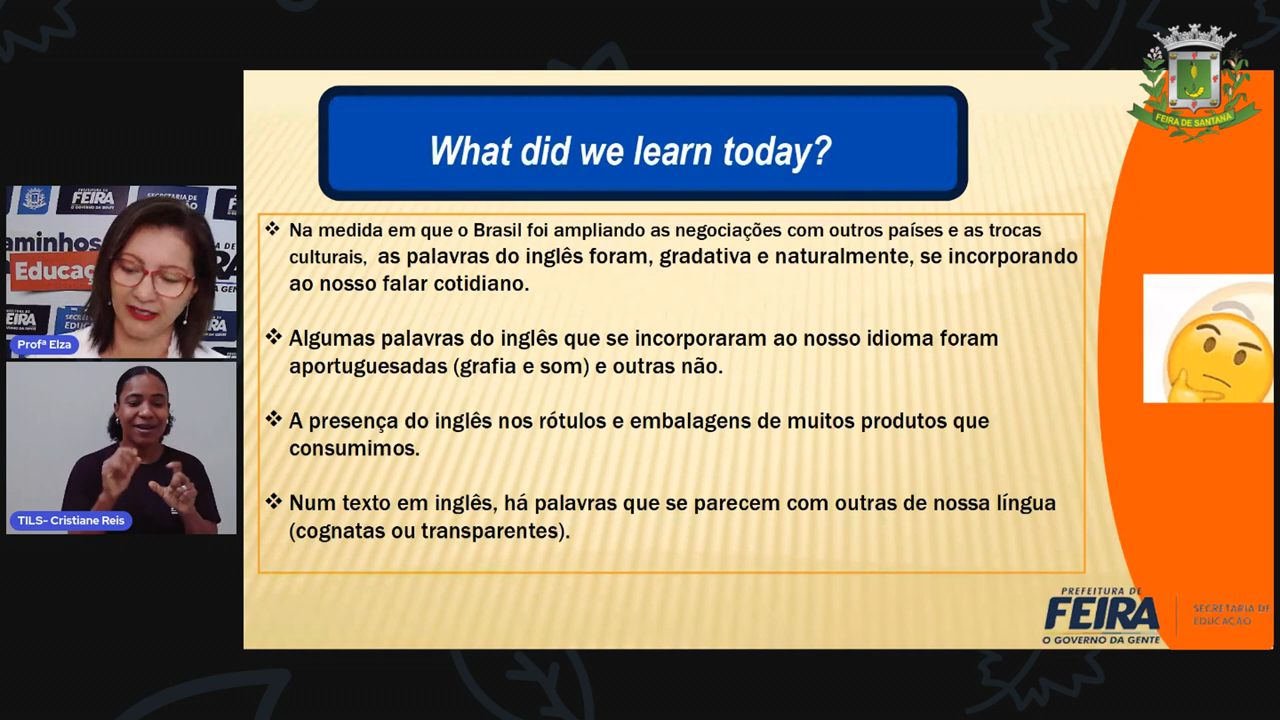 FEIRA DE SANTANA
What did we learn today?
❖ Na medida em que o Brasil foi ampliando as negociações com outros países e as trocas
culturais, as palavras do inglês foram, gradativa e naturalmente, se incorporando
ao nosso falar cotidiano.
❖ Algumas palavras do inglês que se incorporaram ao nosso idioma foram
aportuguesadas (grafia e som) e outras não.
❖ A presença do inglês nos rótulos e embalagens de muitos produtos que
consumimos.
❖ Num texto em inglês, há palavras que se parecem com outras de nossa língua
(cognatas ou transparentes).
PREFEITURA DE
FEIRA
O GOVERNO DA GENTE
SECRETARIA DE
EDUCAÇÃO
FEIRA
aminhos
Educaç
Profª Elza
TILS- Cristiane Reis